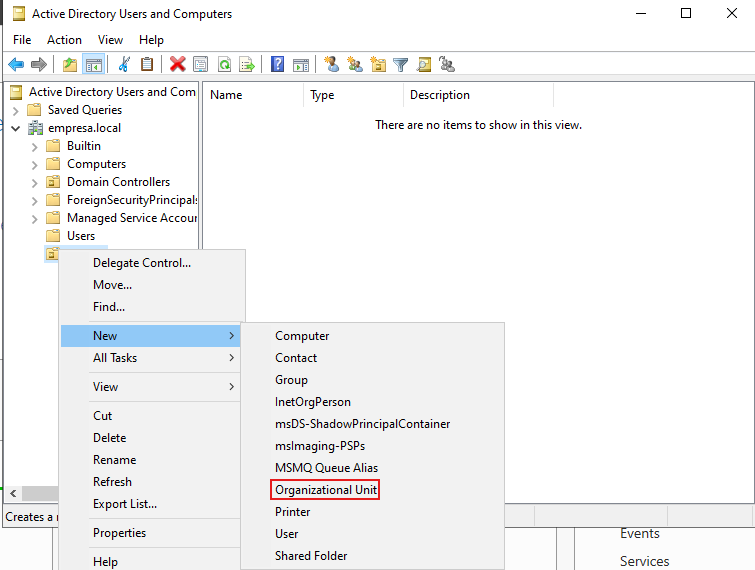 Active Directory Users and Computers
File Action View Help
Active Directory Users and Com
Saved Queries
empresa.local
Builtin
Computers
Domain Controllers
ForeignSecurityPrincipals
Managed Service Accour
Users
Name Type Description
There are no items to show in this view.
Delegate Control...
Move...
Find...
New
All Tasks
View
Cut
Delete
Rename
Refresh
Export List...
Properties
Help
Computer
Contact
Group
InetOrgPerson
msDS-ShadowPrincipalContainer
msImaging-PSPs
MSMQ Queue Alias
Organizational Unit
Printer
User
Shared Folder
Creates a
Events
Services